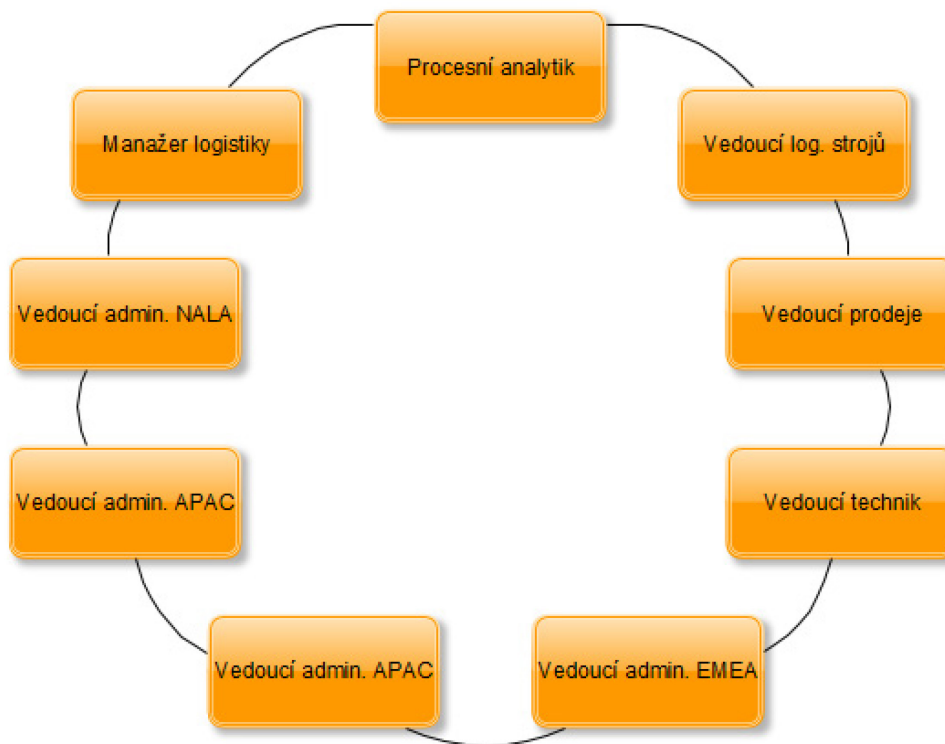 Procesní analytik
Manažer logistiky
Vedoucí log. strojů
Vedoucí admin. NALA
Vedoucí prodeje
Vedoucí admin. APAC
Vedoucí technik
Vedoucí admin. APAC
Vedoucí admin. EMEA